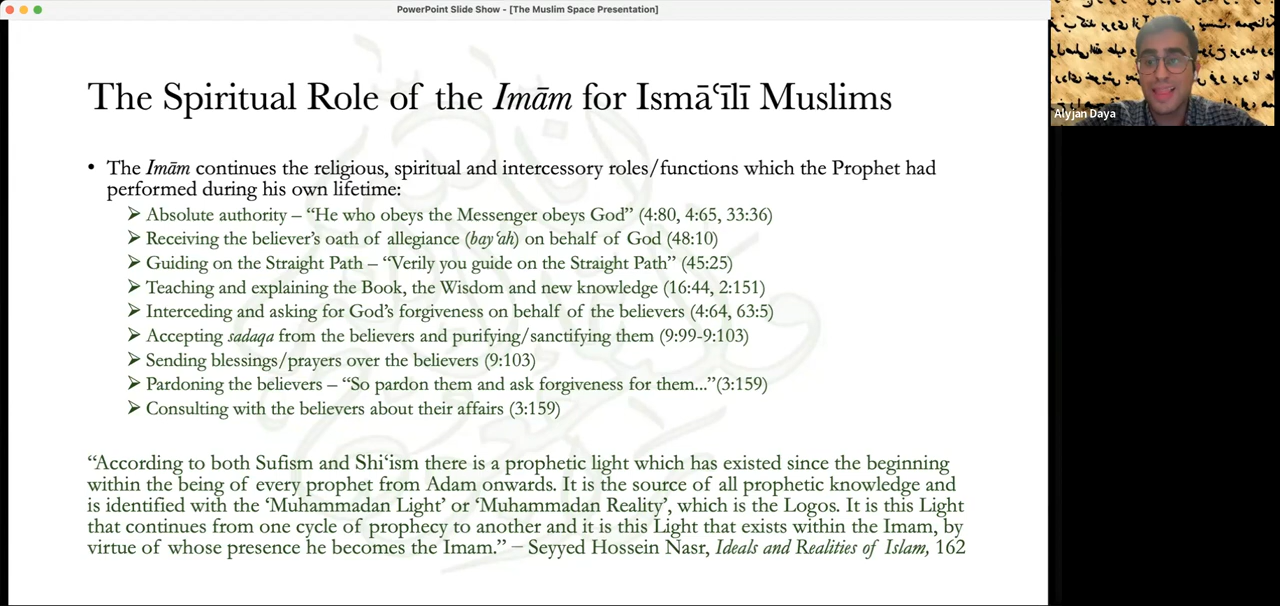 PowerPoint Slide Show - [The Muslim Space Presentation]
The Spiritual Role of the Imām for Ismāʿīlī Muslims
• The Imām continues the religious, spiritual and intercessory roles/functions which the Prophet had
performed during his own lifetime:
➢ Absolute authority – “He who obeys the Messenger obeys God” (4:80, 4:65, 33:36)
➢ Receiving the believer’s oath of allegiance (bayʿah) on behalf of God (48:10)
➢ Guiding on the Straight Path – “Verily you guide on the Straight Path” (45:25)
➢ Teaching and explaining the Book, the Wisdom and new knowledge (16:44, 2:151)
➢ Interceding and asking for God’s forgiveness on behalf of the believers (4:64, 63:5)
➢ Accepting sadaqa from the believers and purifying/sanctifying them (9:99-9:103)
➢ Sending blessings/prayers over the believers (9:103)
➢ Pardoning the believers – “So pardon them and ask forgiveness for them...”(3:159)
➢ Consulting with the believers about their affairs (3:159)
“According to both Sufism and Shiʿism there is a prophetic light which has existed since the beginning
within the being of every prophet from Adam onwards. It is the source of all prophetic knowledge and
is identified with the ‘Muhammadan Light’ or ‘Muhammadan Reality’, which is the Logos. It is this Light
that continues from one cycle of prophecy to another and it is this Light that exists within the Imam, by
virtue of whose presence he becomes the Imam.” – Seyyed Hossein Nasr, Ideals and Realities of Islam, 162
Alyjan Daya